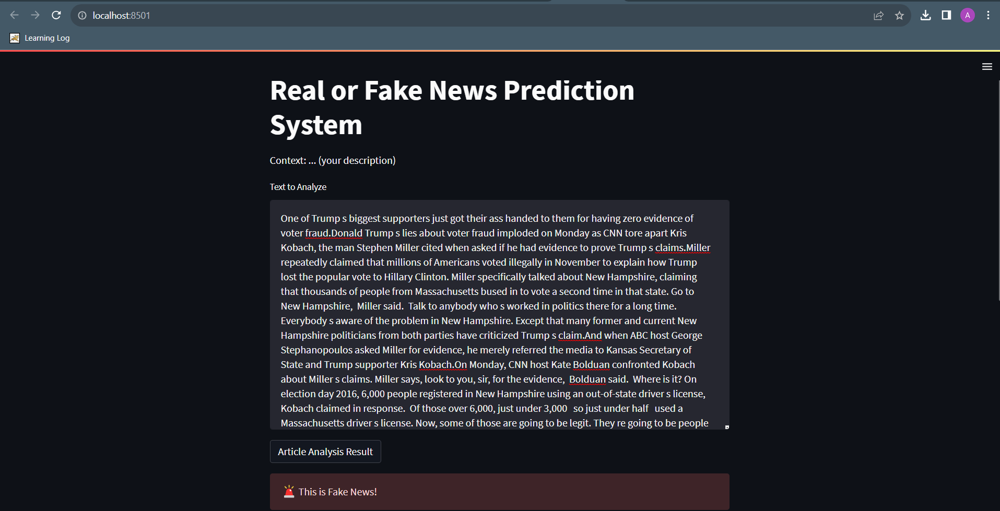 localhost:8501
A
Learning Log
Real or Fake News Prediction
System
Context: ... (your description)
Text to Analyze
One of Trump s biggest supporters just got their ass handed to them for having zero evidence of
voter fraud.Donald Trump s lies about voter fraud imploded on Monday as CNN tore apart Kris
Kobach, the man Stephen Miller cited when asked if he had evidence to prove Trump s claims.Miller
repeatedly claimed that millions of Americans voted illegally in November to explain how Trump
lost the popular vote to Hillary Clinton. Miller specifically talked about New Hampshire, claiming
that thousands of people from Massachusetts bused in to vote a second time in that state. Go to
New Hampshire,  Miller said.  Talk to anybody who s worked in politics there for a long time.
Everybody s aware of the problem in New Hampshire. Except that many former and current New
Hampshire politicians from both parties have criticized Trump s claim.And when ABC host George
Stephanopoulos asked Miller for evidence, he merely referred the media to Kansas Secretary of
State and Trump supporter Kris Kobach.On Monday, CNN host Kate Bolduan confronted Kobach
about Miller s claims. Miller says, look to you, sir, for the evidence,  Bolduan said.  Where is it? On
election day 2016, 6,000 people registered in New Hampshire using an out-of-state driver s license,
Kobach claimed in response.  Of those over 6,000, just under 3,000   so just under half   used a
Massachusetts driver s license. Now, some of those are going to be legit. They re going to be people
Article Analysis Result
🚨 This is Fake News!